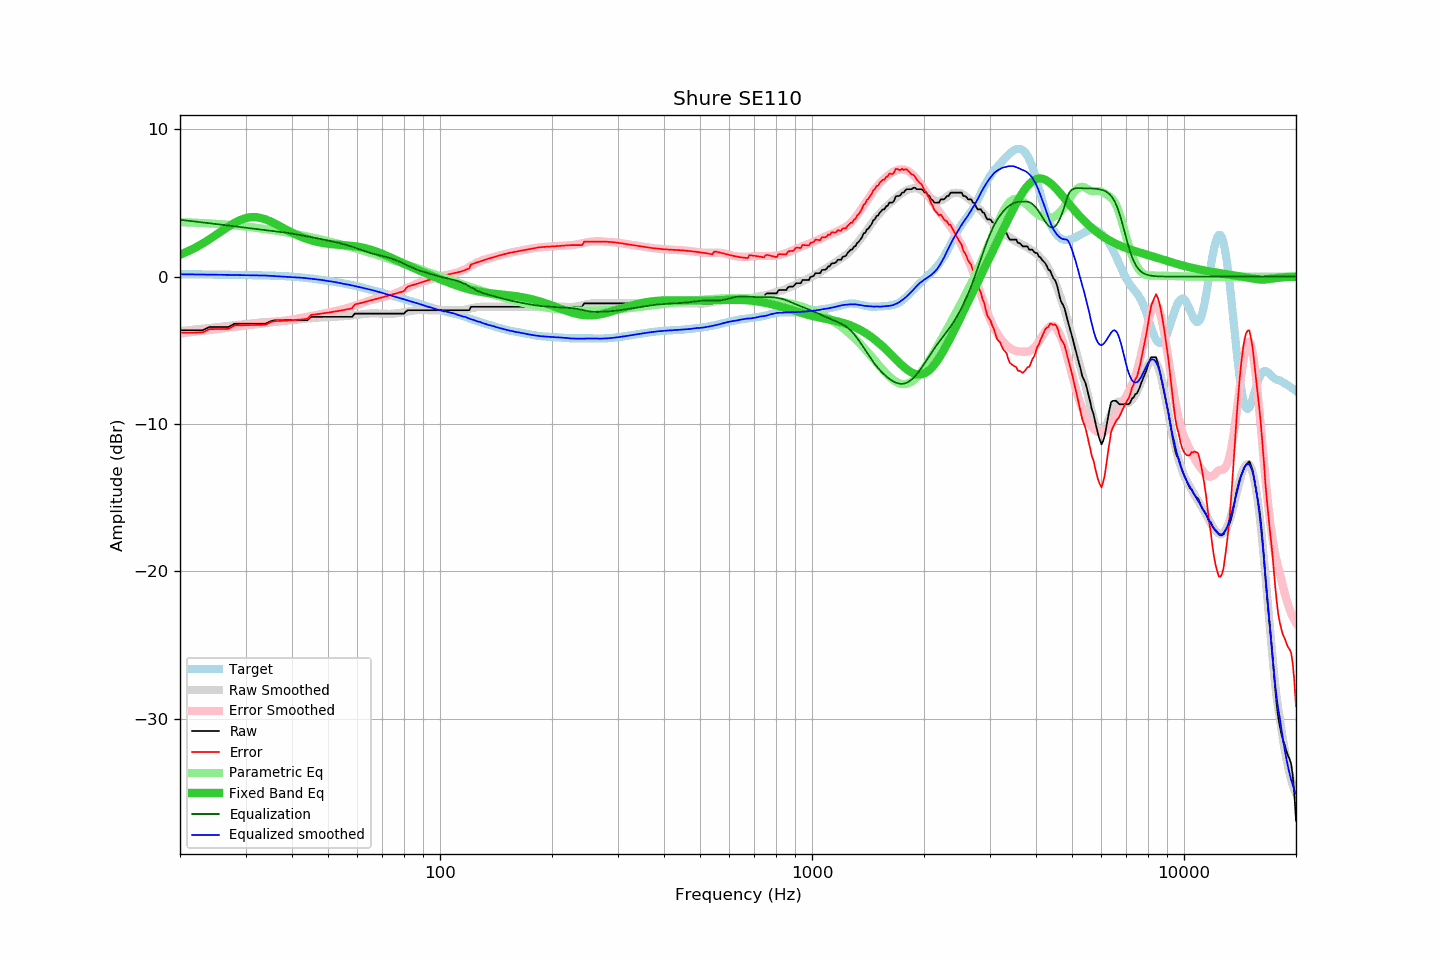 Shure SE110
10
0
−10
−20
−30
Amplitude (dBr)
Target
Raw Smoothed
Error Smoothed
Raw
Error
Parametric Eq
Fixed Band Eq
Equalization
Equalized smoothed
100
1000
10000
Frequency (Hz)